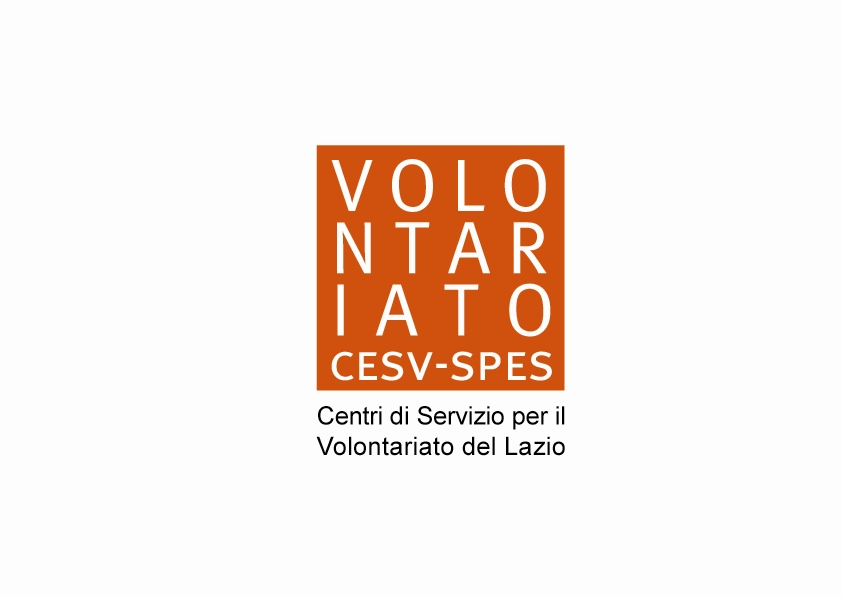 VOLO
NTAR
IATO
CESV-SPES
Centri di Servizio per il
Volontariato del Lazio